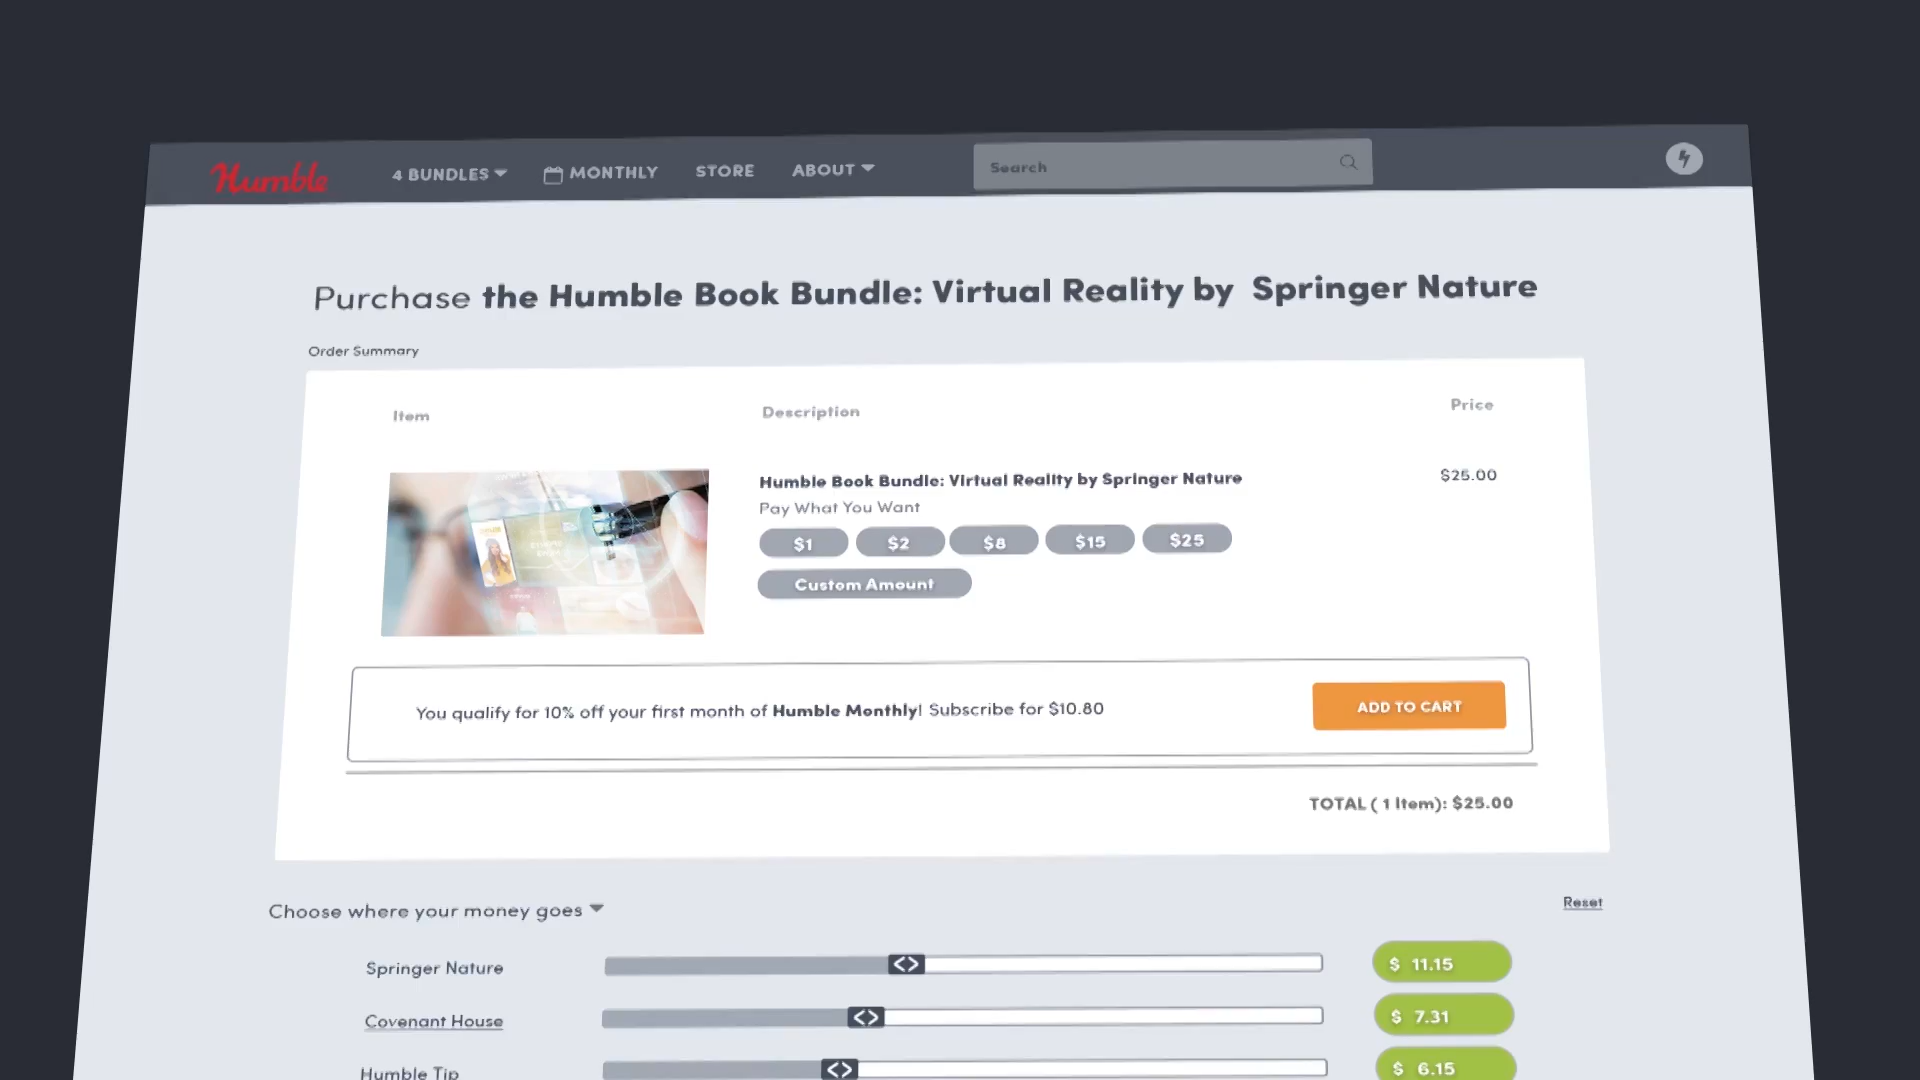 Humble
4 BUNDLES
MONTHLY
STORE
ABOUT
Search
Purchase the Humble Book Bundle: Virtual Reality by Springer Nature
Order Summary
Item
Description
Price
Humble Book Bundle: Virtual Reality by Springer Nature
$25.00
Pay What You Want
$1
$2
$8
$15
$25
Custom Amount
You qualify for 10% off your first month of Humble Monthly! Subscribe for $10.80
ADD TO CART
TOTAL ( 1 Item): $25.00
Choose where your money goes
Reset
Springer Nature
$ 11.15
Covenant House
$ 7.31
Humble Tip
$ 6.15